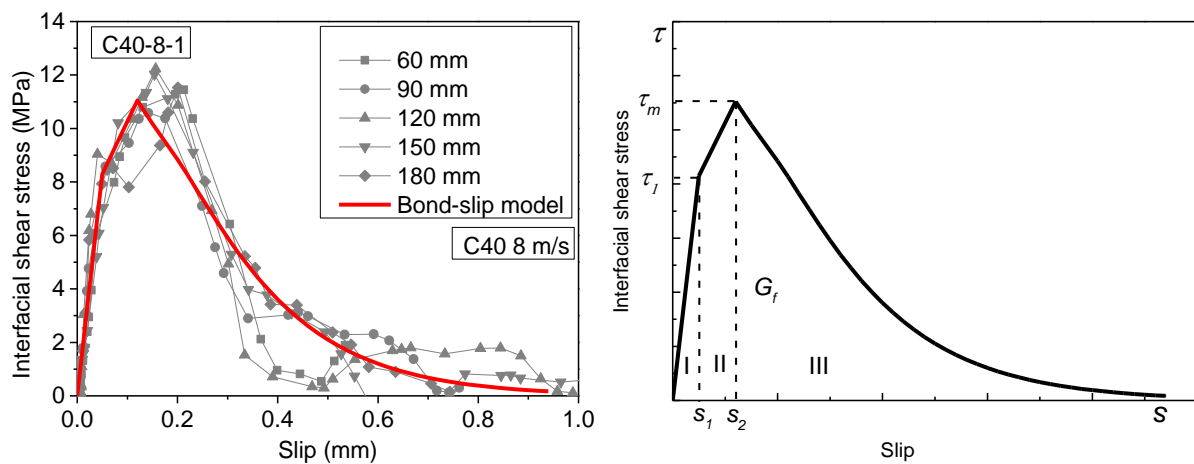 C40-8-1
60 mm
90 mm
120 mm
150 mm
180 mm
Bond-slip model
C40 8 m/s
Interfacial shear stress (MPa)
14
12
10
8
6
4
2
0
0.0 0.2 0.4 0.6 0.8 1.0
Slip (mm)
τ
τm
τ1
Interfacial shear stress
Gf
I II III
s1 s2 s
Slip